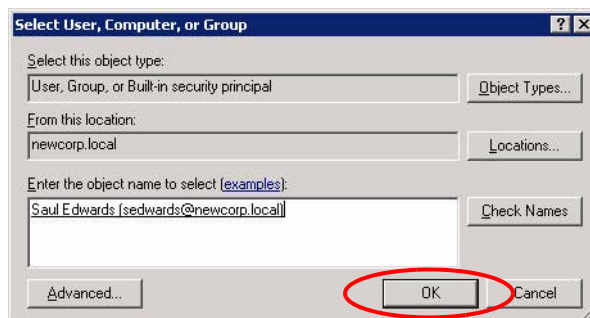 Select User, Computer, or Group
Select this object type:
User, Group, or Built-in security principal
Object Types...
From this location:
newcorp.local
Locations...
Enter the object name to select (examples):
Saul Edwards (sedwards@newcorp.local)
Check Names
Advanced...
OK
Cancel